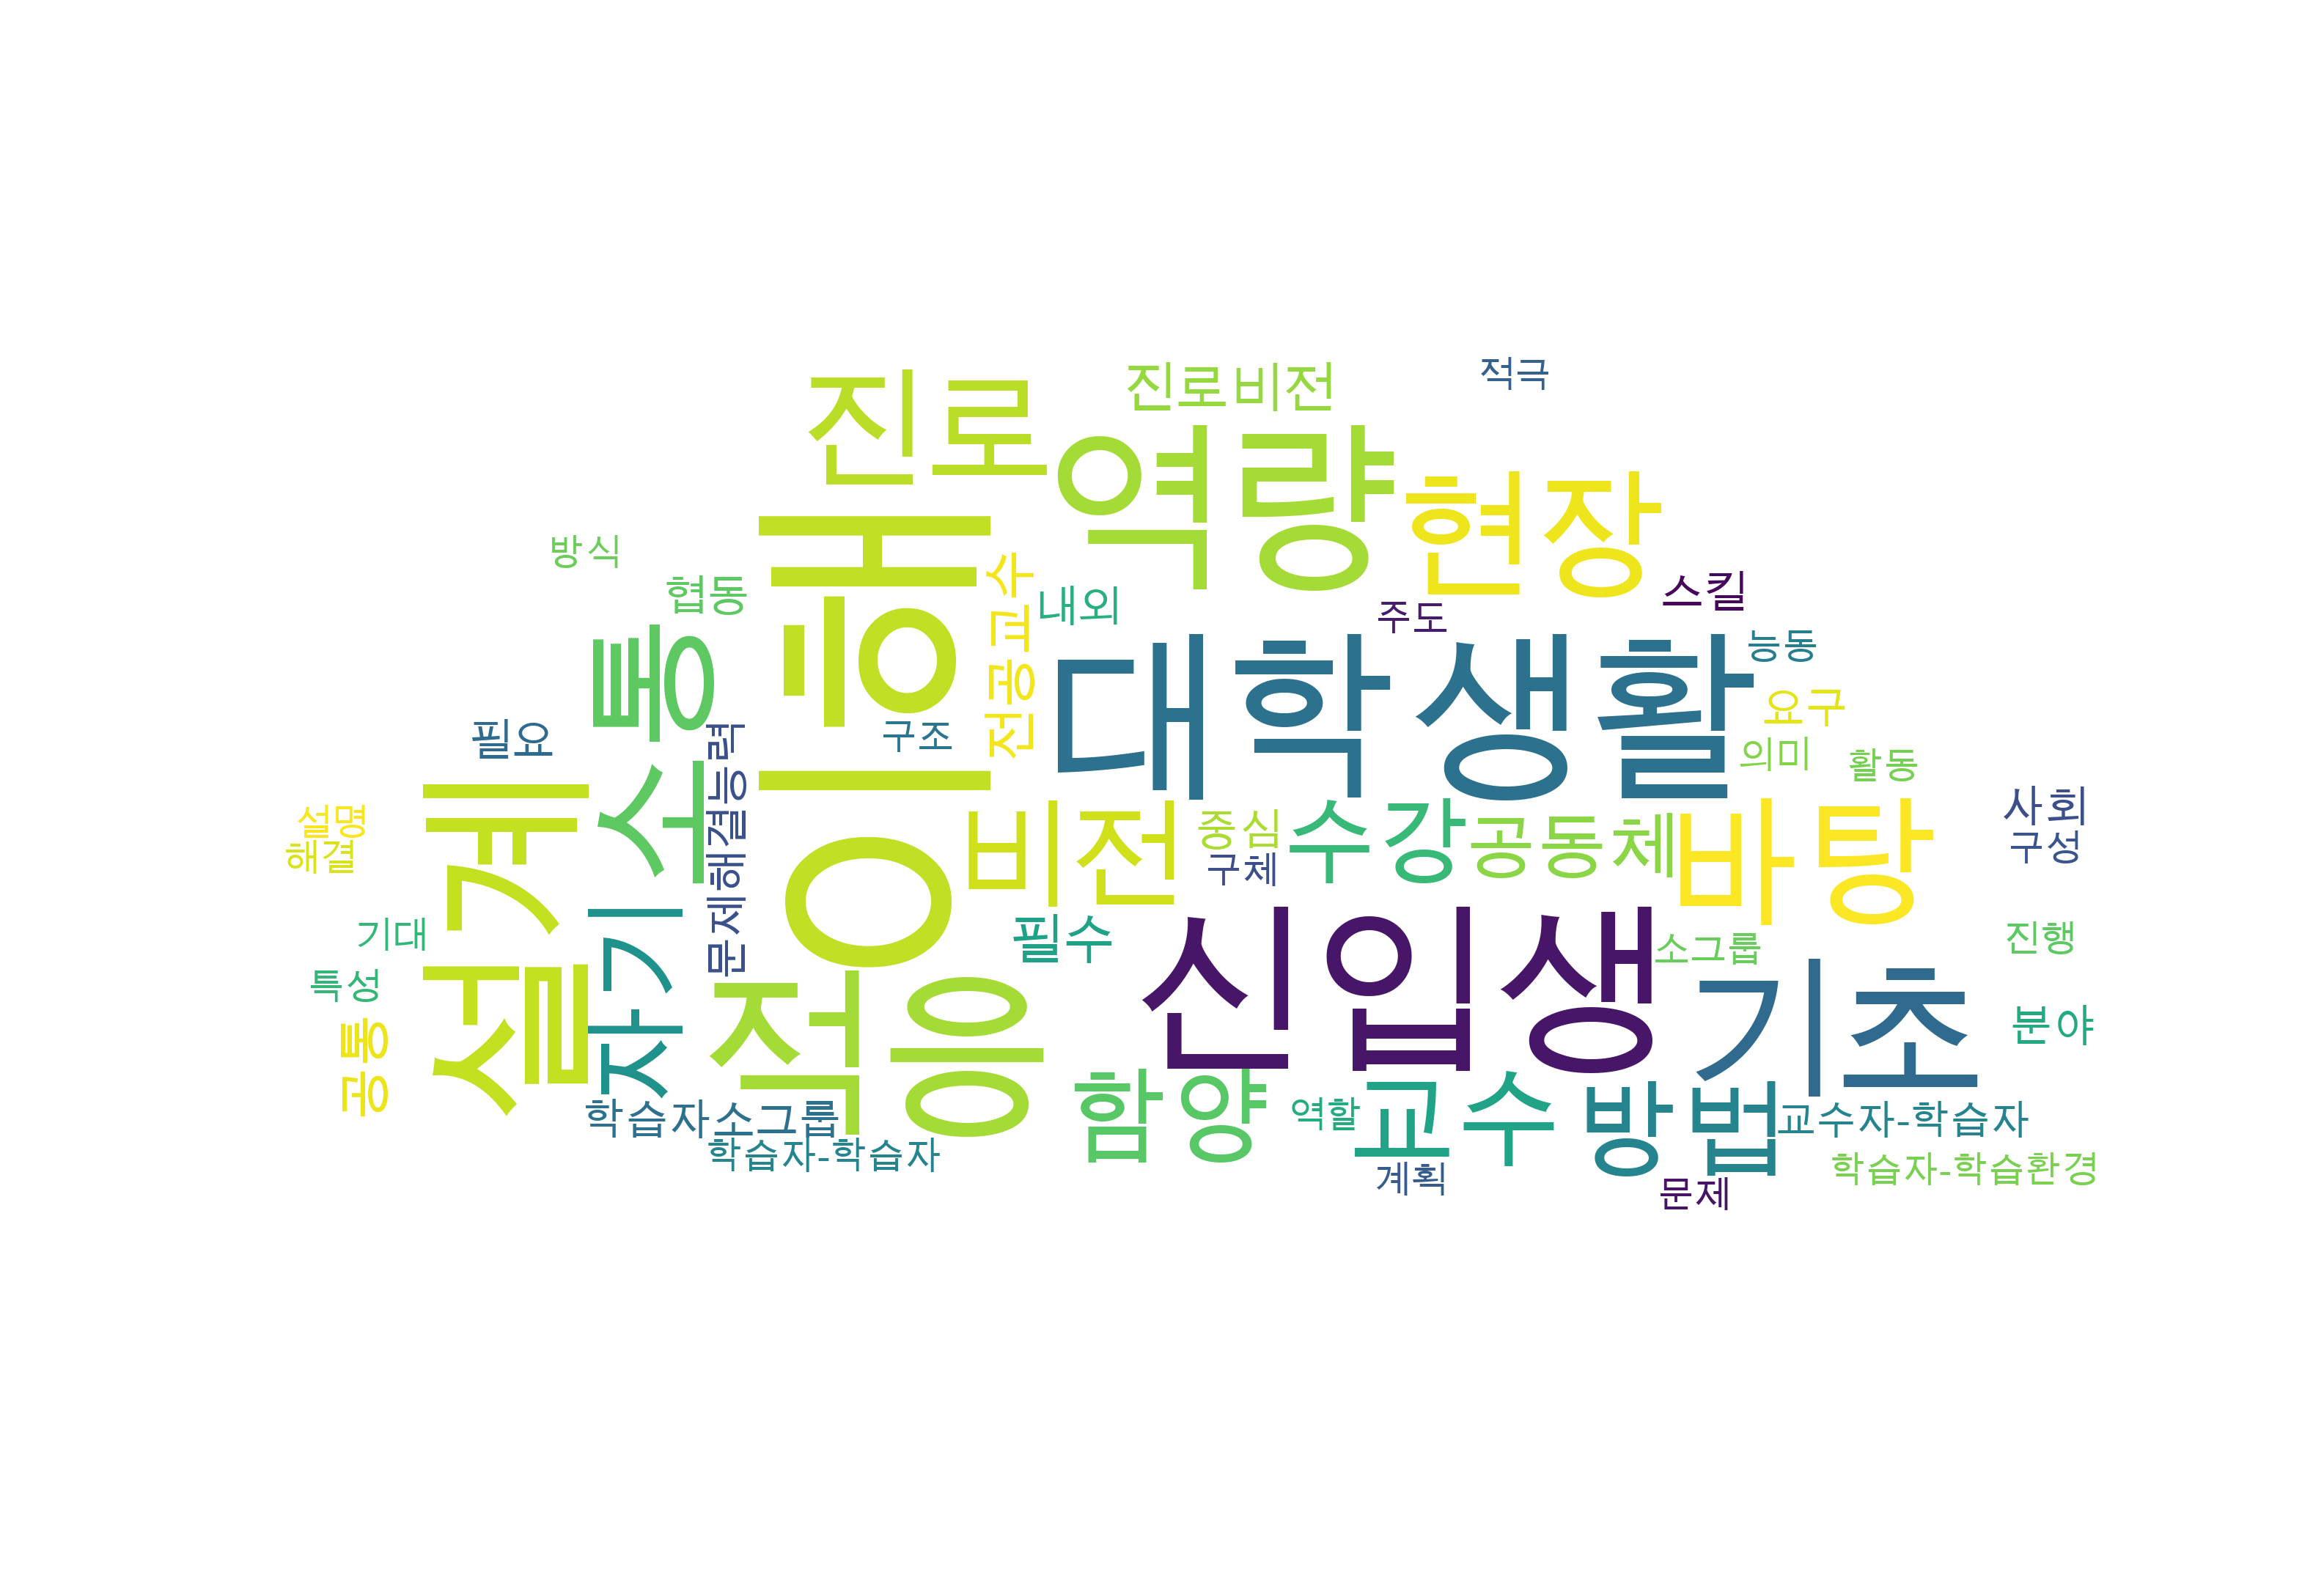 진로비전
적극
진로
역량
현장
방식
협동
스킬
내외
주도
능동
소통
이해
전공교수
대학생활
요구
필요
구조
의미
활동
문제해결능력
설계
사회
설명
비전
중심
수강
공동체
바탕
해결
구체
구성
자기
기대
필수
신입생
소그룹
진행
특성
적응
기초
분야
공통
학습자소그룹
함양
역할
교수
방법
교수자-학습자
학습자-학습자
계획
학습자-학습환경
문제